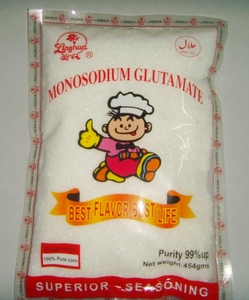 Linghua
®
حلال
MONOSODIUM GLUTAMATE
BEST FLAVOR BEST LIFE
100% Pure corn
Purity 99%up
Net weight:454gms
SUPERIOR - SEASONING